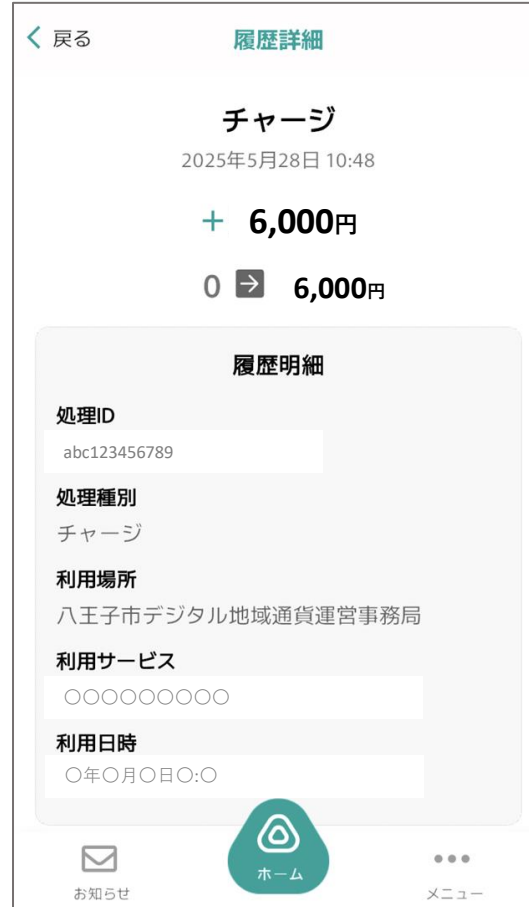 戻る
履歴詳細
チャージ
2025年5月28日 10:48
+ 6,000円
0 → 6,000円
履歴明細
処理ID
abc123456789
処理種別
チャージ
利用場所
八王子市デジタル地域通貨運営事務局
利用サービス
○○○○○○○○○
利用日時
○年○月○日○:○
お知らせ
ホーム
メニュー